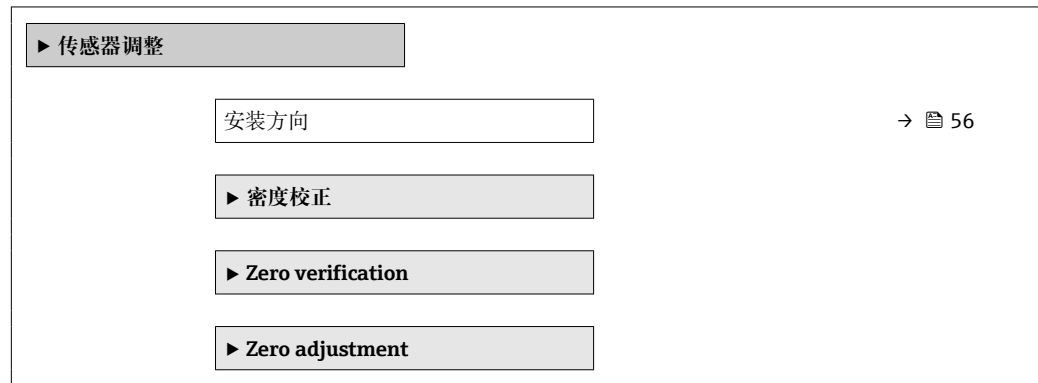 ▶ 传感器调整
安装方向 → 🖹 56
▶ 密度校正
▶ Zero verification
▶ Zero adjustment